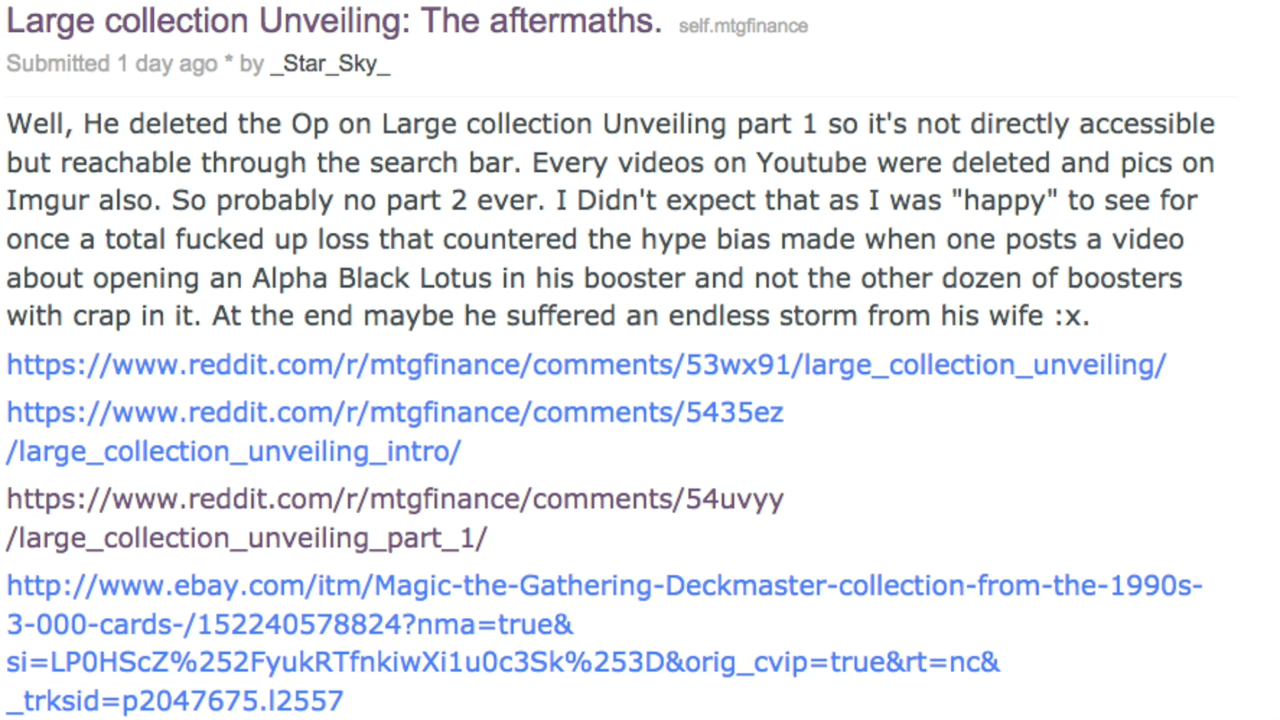 Large collection Unveiling: The aftermaths. self.mtgfinance
Submitted 1 day ago * by _Star_Sky_
Well, He deleted the Op on Large collection Unveiling part 1 so it's not directly accessible
but reachable through the search bar. Every videos on Youtube were deleted and pics on
Imgur also. So probably no part 2 ever. I Didn't expect that as I was "happy" to see for
once a total fucked up loss that countered the hype bias made when one posts a video
about opening an Alpha Black Lotus in his booster and not the other dozen of boosters
with crap in it. At the end maybe he suffered an endless storm from his wife :x.
https://www.reddit.com/r/mtgfinance/comments/53wx91/large_collection_unveiling/
https://www.reddit.com/r/mtgfinance/comments/5435ez
/large_collection_unveiling_intro/
https://www.reddit.com/r/mtgfinance/comments/54uvyy
/large_collection_unveiling_part_1/
http://www.ebay.com/itm/Magic-the-Gathering-Deckmaster-collection-from-the-1990s-
3-000-cards-/152240578824?nma=true&
si=LP0HScZ%252FyukRTfnkiwXi1u0c3Sk%253D&orig_cvip=true&rt=nc&
_trksid=p2047675.l2557